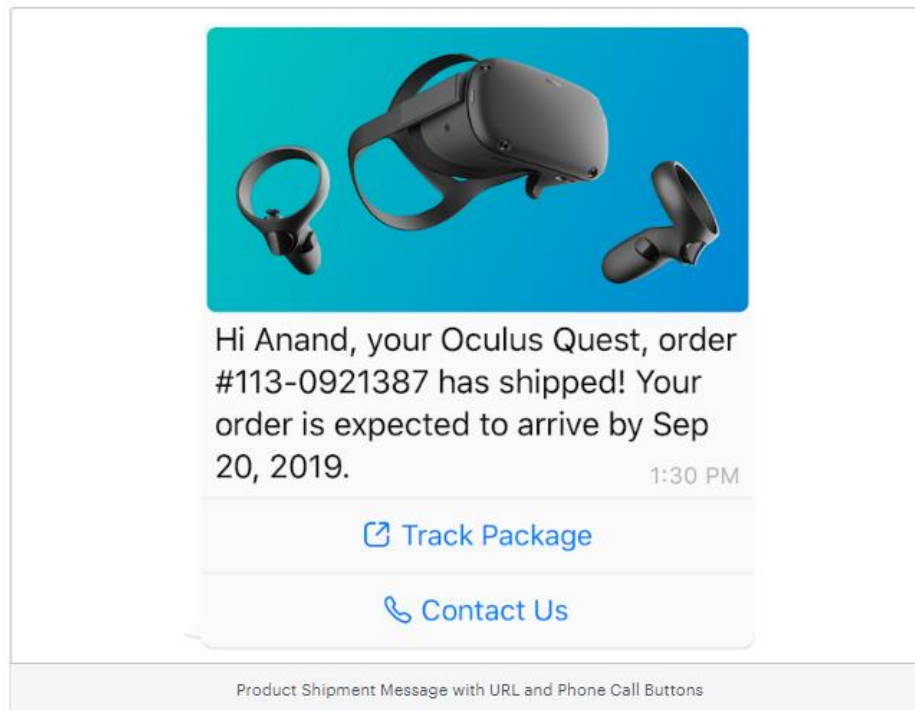 Hi Anand, your Oculus Quest, order
#113-0921387 has shipped! Your
order is expected to arrive by Sep
20, 2019.
1:30 PM
Track Package
Contact Us
Product Shipment Message with URL and Phone Call Buttons